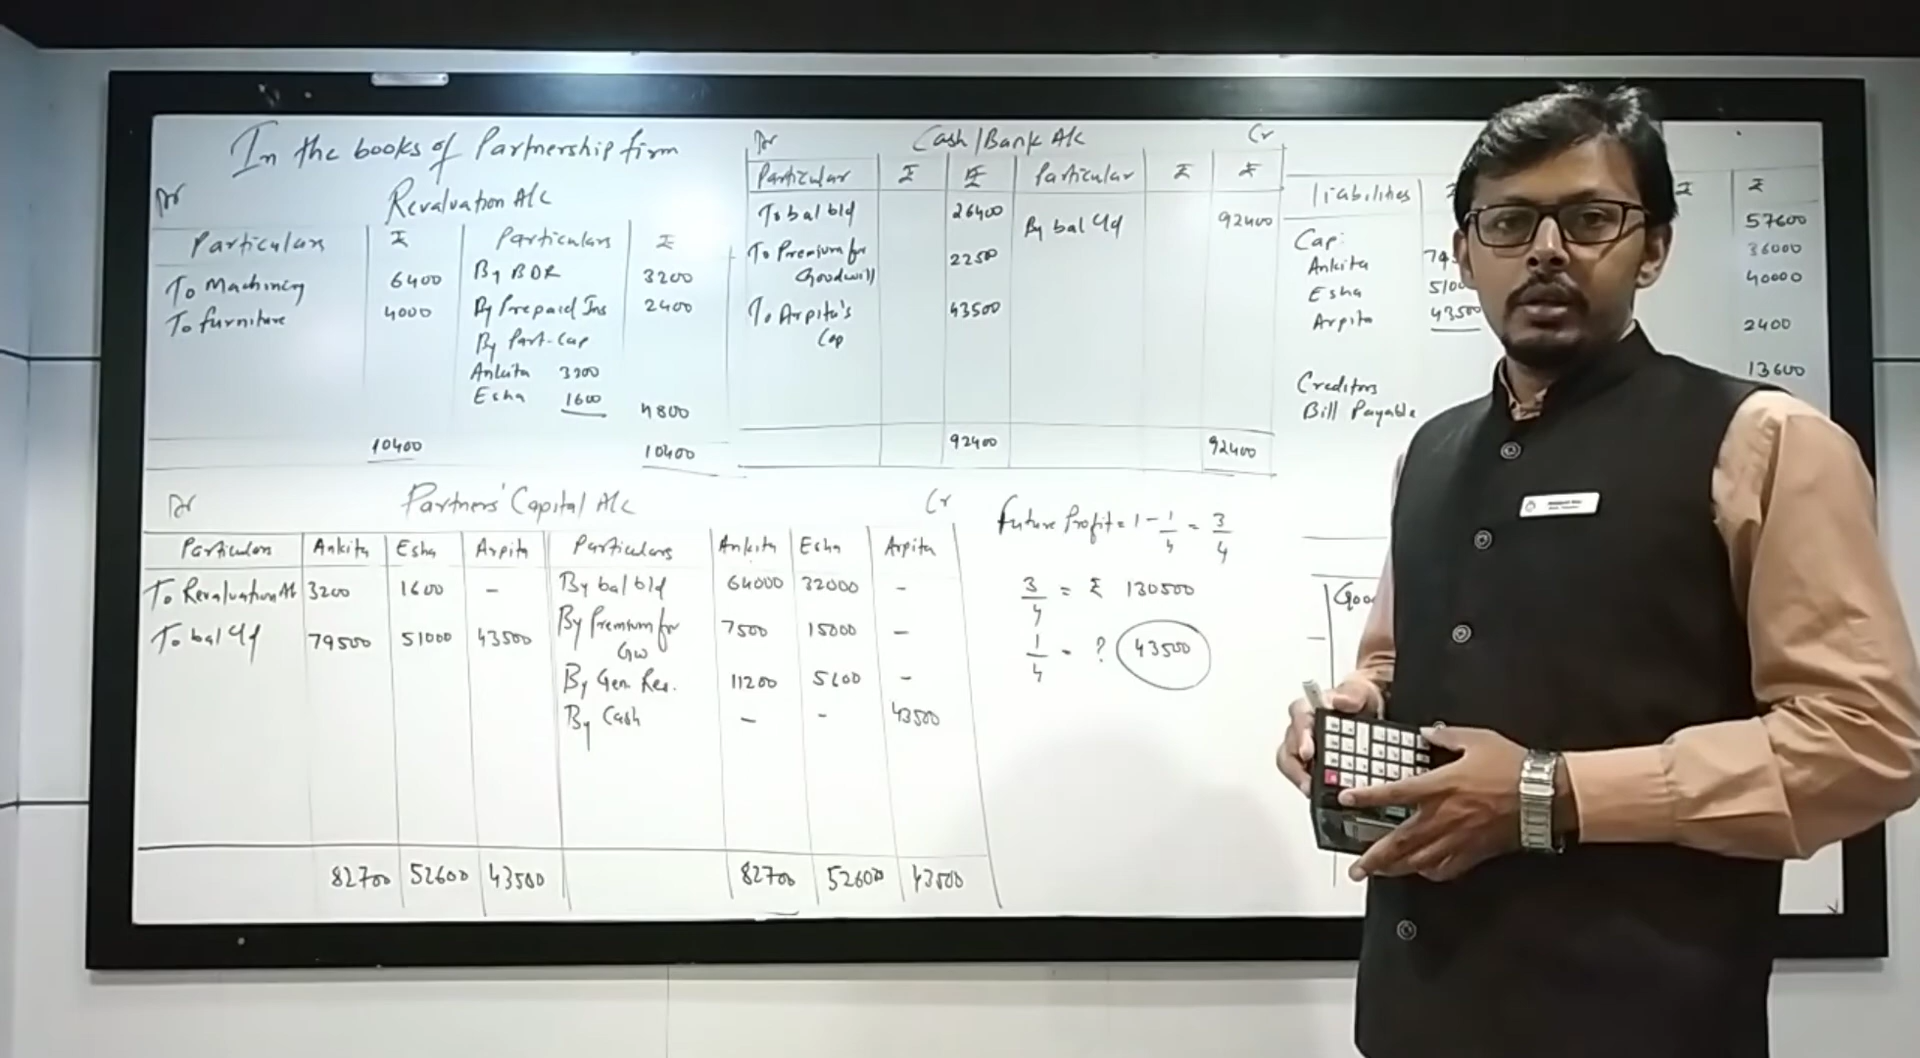 In the books of Partnership firm
Dr Revaluation A/c
Particulars ₹ Particulars ₹
To Machinery 6400 By BDR 3200
To furniture 4000 By Prepaid Ins 2400
By Part. Cap
Ankita 3200
Esha 1600
4800
10400 10400
Dr Cash/Bank A/c Cr
Particular ₹ ₹ Particular ₹ ₹
To bal b/d 26400 By bal c/d 92400
To Premium for
Goodwill 22500
To Arpita's 43500
Cap
92400 92400
liabilities ₹ ₹
57600
Cap: 36000
Ankita 40000
Esha
Arpita 43500 2400
13600
Creditors
Bill Payable
Dr Partners' Capital A/c Cr
Particulars Ankita Esha Arpita Particulars Ankita Esha Arpita
To Revaluation A/c 3200 1600 - By bal b/d 64000 32000 -
To bal c/d 79500 51000 43500 By Premium for 7500 15000 -
GW
By Gen. Res. 11200 5600 -
By Cash - - 43500
82700 52600 43500 82700 52600 43500
Future Profit = 1 - 1/4 = 3/4
3/4 = ₹ 130500
1/4 = ? 43500